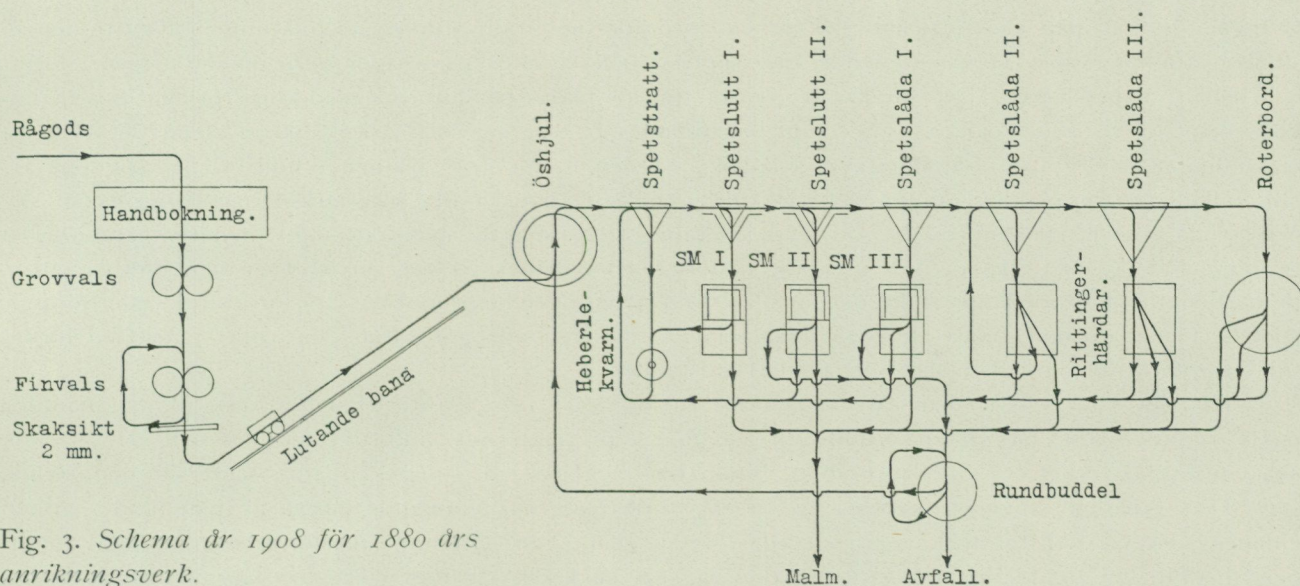 Rågods
Handbokning.
Grovvals
Finvals
Skaksikt
2 mm.
Lutande bana
Öshjul.
Spetstratt.
Spetslutt I.
Spetslutt II.
Spetslåda I.
Spetslåda II.
Spetslåda III.
Roterbord.
SM I
SM II
SM III
Heberle-
kvarn.
Rittinger-
härdar.
Rundbuddel
Malm.
Avfall.
Fig. 3. Schema år 1908 för 1880 års
anrikningsverk.